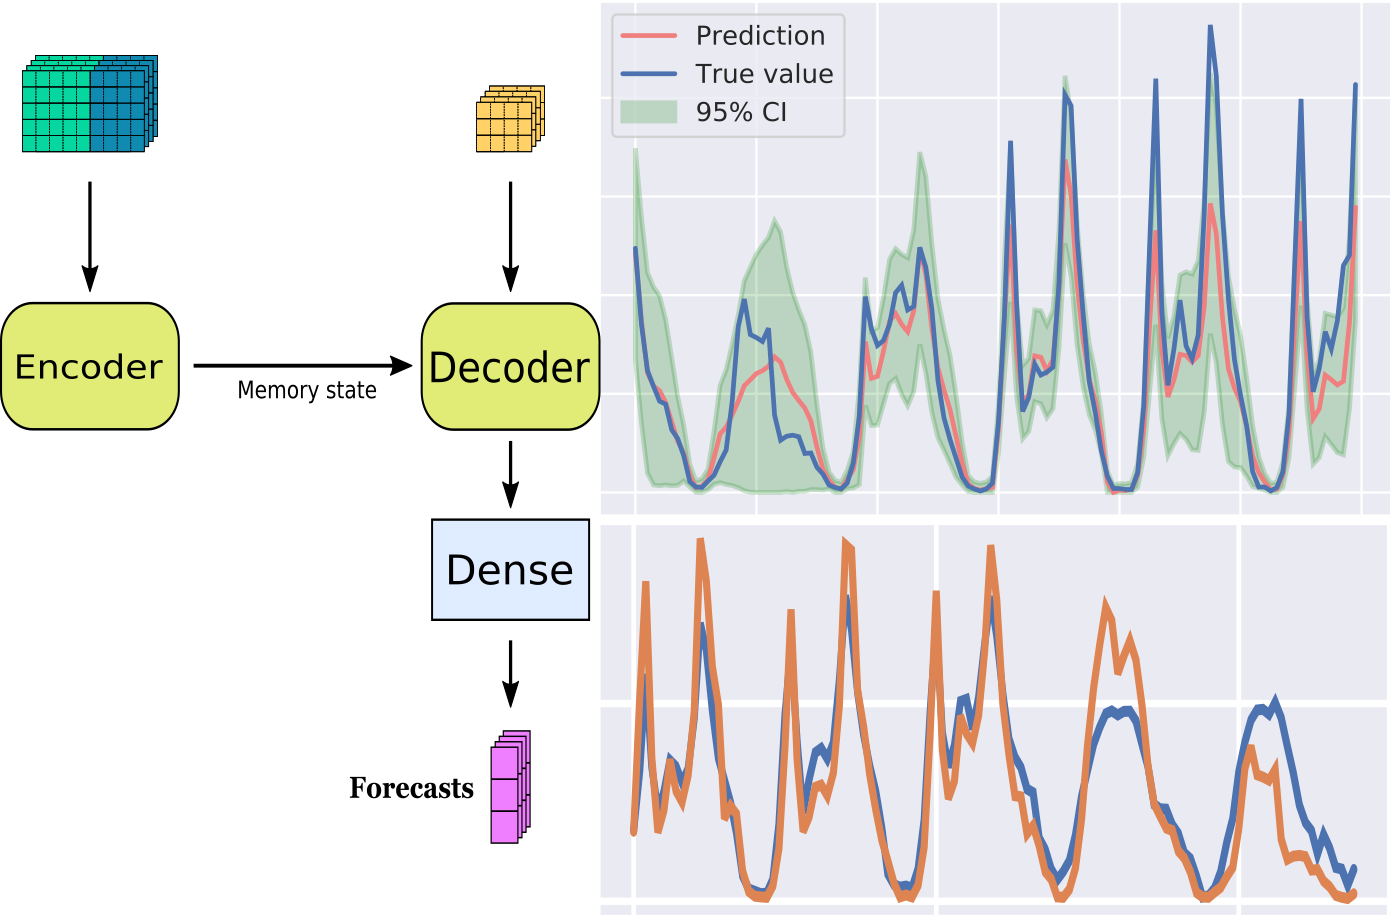 Prediction
True value
95% CI
Encoder
Memory state
Decoder
Dense
Forecasts